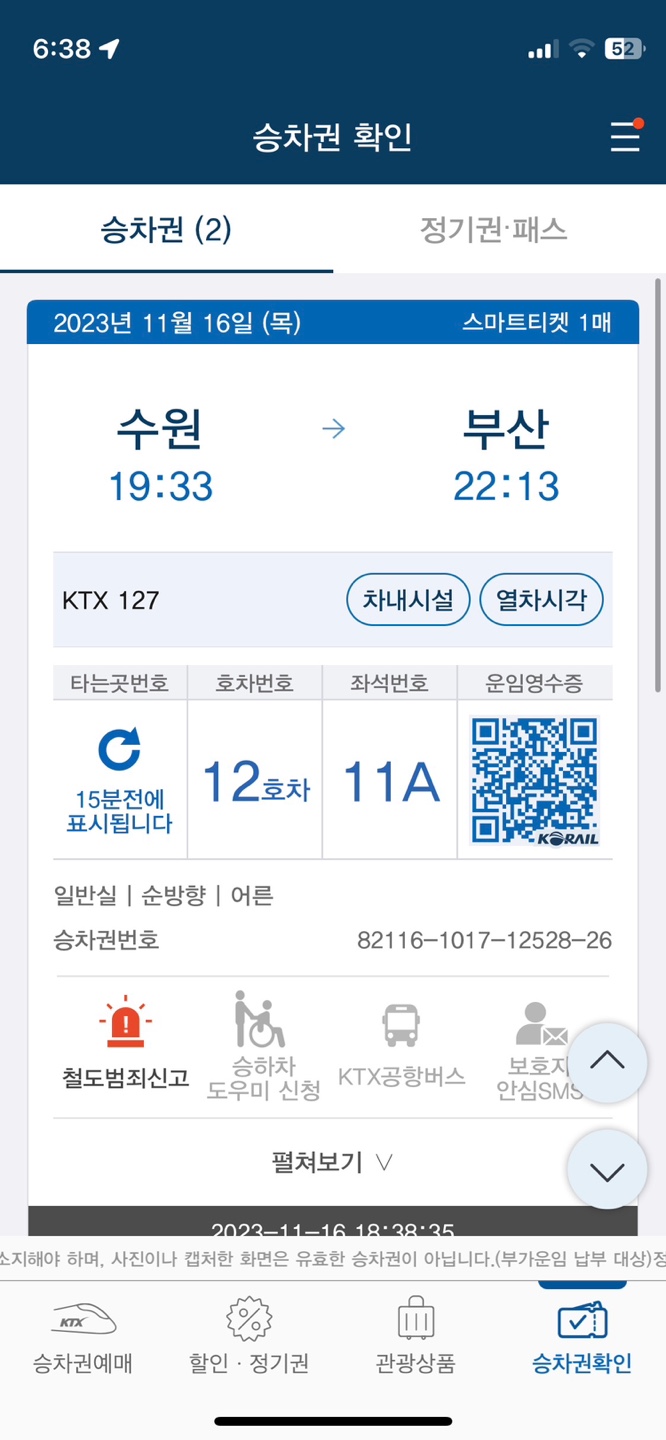 6:38
52
승차권 확인
승차권 (2)
정기권·패스
2023년 11월 16일 (목)
스마트티켓 1매
수원 → 부산
19:33
22:13
KTX 127
차내시설
열차시각
타는곳번호
호차번호
좌석번호
운임영수증
15분전에
표시됩니다
12호차
11A
KORAIL
일반실 | 순방향 | 어른
승차권번호
82116-1017-12528-26
철도범죄신고
승하차
도우미 신청
KTX공항버스
보호자
안심SMS
펼쳐보기 ∨
2023-11-16 18:38:35
소지해야 하며, 사진이나 캡처한 화면은 유효한 승차권이 아닙니다.(부가운임 납부 대상)정
KTX
승차권예매
할인 · 정기권
관광상품
승차권확인